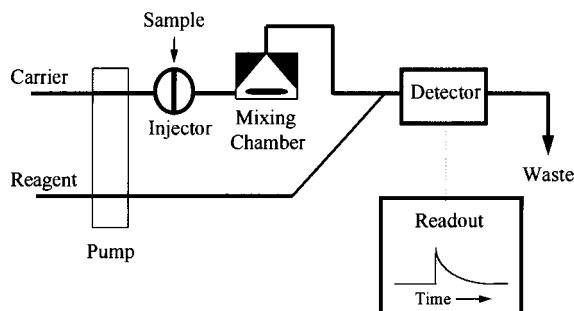 Sample
Carrier
Injector
Mixing
Chamber
Detector
Reagent
Waste
Pump
Readout
Time